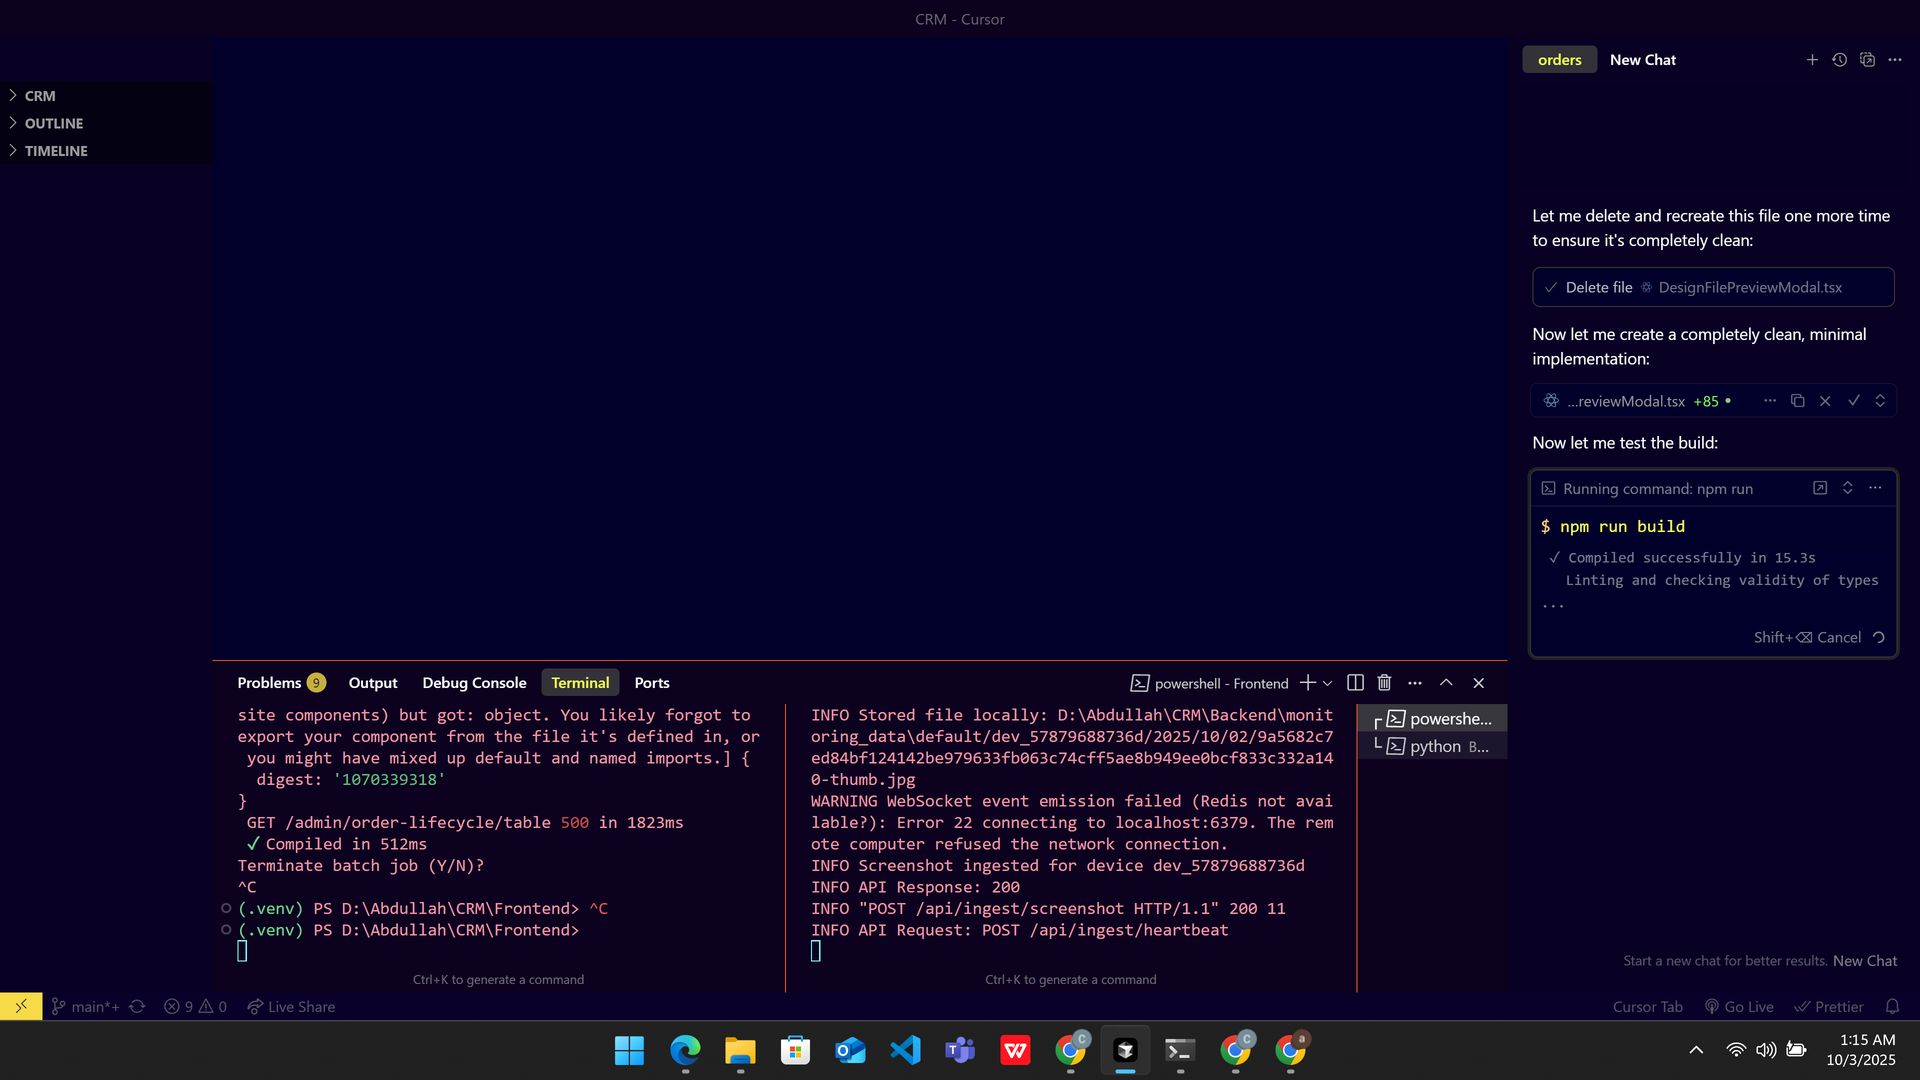 CRM - Cursor
CRM
OUTLINE
TIMELINE
orders
New Chat
Let me delete and recreate this file one more time
to ensure it's completely clean:
Delete file DesignFilePreviewModal.tsx
Now let me create a completely clean, minimal
implementation:
...reviewModal.tsx +85
Now let me test the build:
Running command: npm run
$ npm run build
✓ Compiled successfully in 15.3s
Linting and checking validity of types
...
Shift+⌫ Cancel
Start a new chat for better results. New Chat
Problems 9 Output Debug Console Terminal Ports
powershell - Frontend
site components) but got: object. You likely forgot to
export your component from the file it's defined in, or
you might have mixed up default and named imports.] {
digest: '1070339318'
}
GET /admin/order-lifecycle/table 500 in 1823ms
✓ Compiled in 512ms
Terminate batch job (Y/N)?
^C
(.venv) PS D:\Abdullah\CRM\Frontend> ^C
(.venv) PS D:\Abdullah\CRM\Frontend>
Ctrl+K to generate a command
INFO Stored file locally: D:\Abdullah\CRM\Backend\monit
oring_data\default/dev_57879688736d/2025/10/02/9a5682c7
ed84bf124142be979633fb063c74cff5ae8b949ee0bcf833c332a14
0-thumb.jpg
WARNING WebSocket event emission failed (Redis not avai
lable?): Error 22 connecting to localhost:6379. The rem
ote computer refused the network connection.
INFO Screenshot ingested for device dev_57879688736d
INFO API Response: 200
INFO "POST /api/ingest/screenshot HTTP/1.1" 200 11
INFO API Request: POST /api/ingest/heartbeat
Ctrl+K to generate a command
powershe...
python B...
main*+ 9 0 Live Share
Cursor Tab Go Live Prettier
1:15 AM
10/3/2025